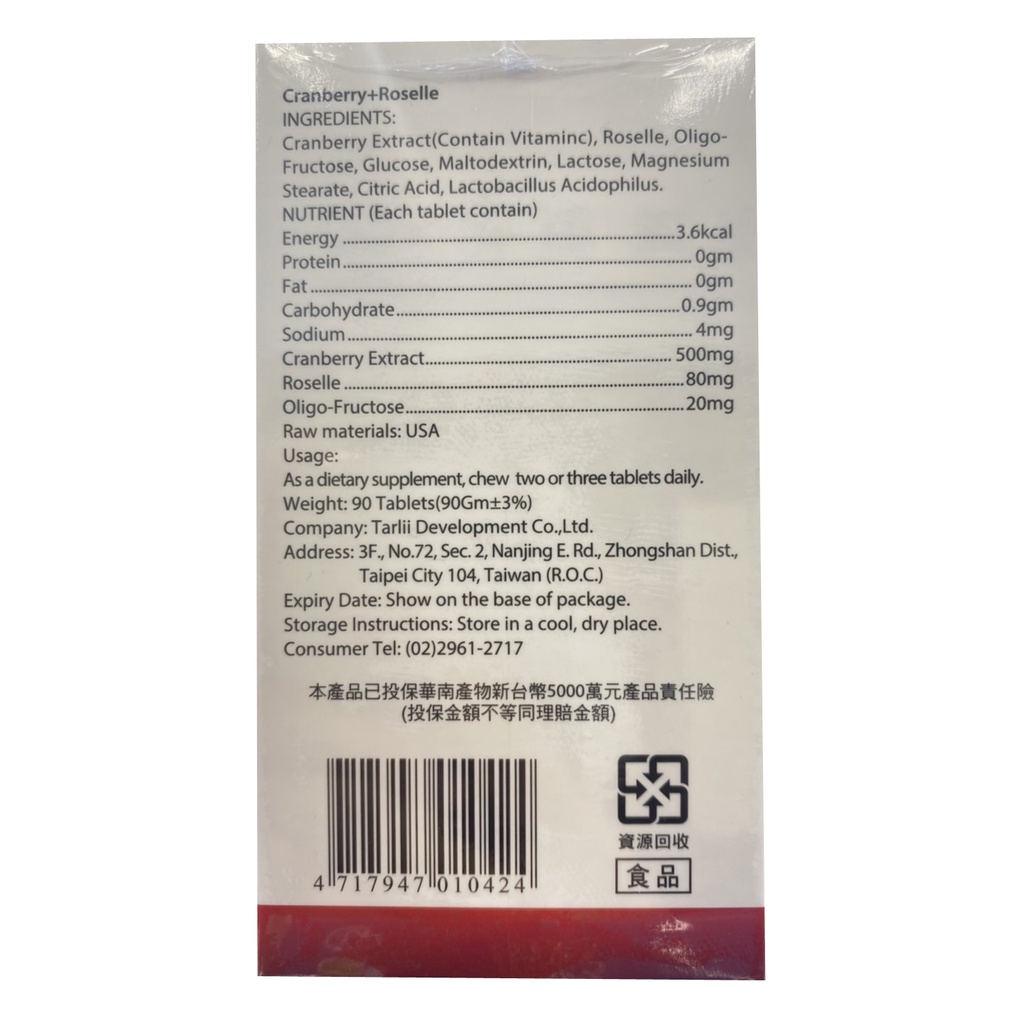 Cranberry+Roselle
INGREDIENTS:
Cranberry Extract(Contain Vitaminc), Roselle, Oligo-
Fructose, Glucose, Maltodextrin, Lactose, Magnesium
Stearate, Citric Acid, Lactobacillus Acidophilus.
NUTRIENT (Each tablet contain)
Energy ........ 3.6kcal
Protein ........ 0gm
Fat ........ 0gm
Carbohydrate ........ 0.9gm
Sodium ........ 4mg
Cranberry Extract ........ 500mg
Roselle ........ 80mg
Oligo-Fructose ........ 20mg
Raw materials: USA
Usage:
As a dietary supplement, chew two or three tablets daily.
Weight: 90 Tablets(90Gm±3%)
Company: Tarlii Development Co.,Ltd.
Address: 3F., No.72, Sec. 2, Nanjing E. Rd., Zhongshan Dist.,
Taipei City 104, Taiwan (R.O.C.)
Expiry Date: Show on the base of package.
Storage Instructions: Store in a cool, dry place.
Consumer Tel: (02)2961-2717
本產品已投保華南產物新台幣5000萬元產品責任險
(投保金額不等同理賠金額)
4 717947 010424
資源回收
食品